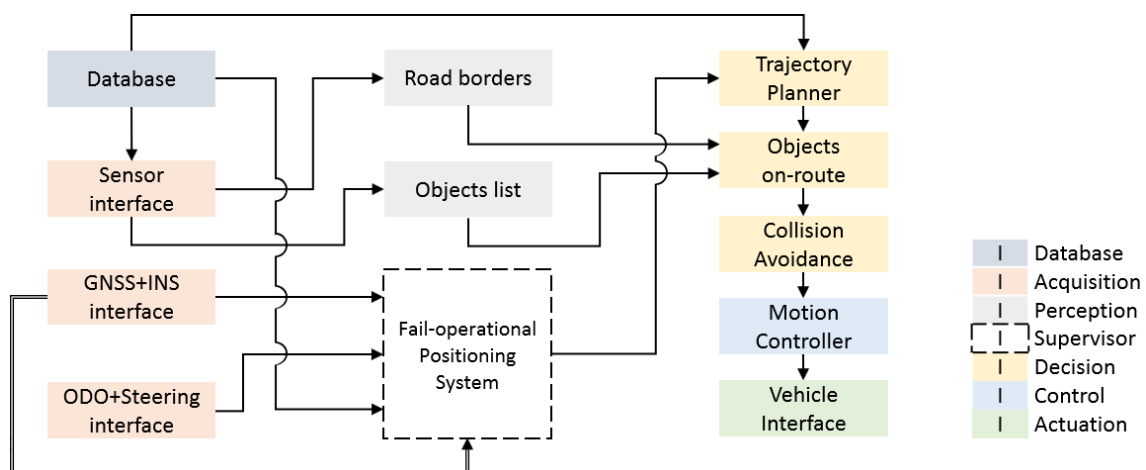 Database
Road borders
Trajectory
Planner
Sensor
interface
Objects list
Objects
on-route
Collision
Avoidance
GNSS+INS
interface
Fail-operational
Positioning
System
Motion
Controller
ODO+Steering
interface
Vehicle
Interface
I Database
I Acquisition
I Perception
I Supervisor
I Decision
I Control
I Actuation